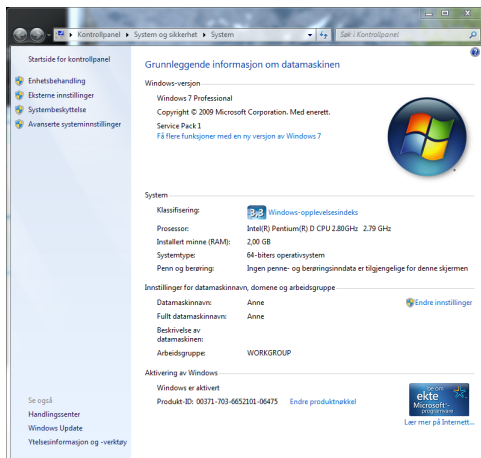 Kontrollpanel ▸ System og sikkerhet ▸ System
Søk i Kontrollpanel
Startside for kontrollpanel
Enhetsbehandling
Eksterne innstillinger
Systembeskyttelse
Avanserte systeminnstillinger
Grunnleggende informasjon om datamaskinen
Windows-versjon
Windows 7 Professional
Copyright © 2009 Microsoft Corporation. Med enerett.
Service Pack 1
Få flere funksjoner med en ny versjon av Windows 7
System
Klassifisering: 3,3 Windows-opplevelsesindeks
Prosessor: Intel(R) Pentium(R) D CPU 2.80GHz 2.79 GHz
Installert minne (RAM): 2,00 GB
Systemtype: 64-biters operativsystem
Penn og berøring: Ingen penne- og berøringsinndata er tilgjengelige for denne skjermen
Innstillinger for datamaskinnavn, domene og arbeidsgruppe
Datamaskinnavn: Anne
Endre innstillinger
Fullt datamaskinnavn: Anne
Beskrivelse av
datamaskinen:
Arbeidsgruppe: WORKGROUP
Aktivering av Windows
Windows er aktivert
Produkt-ID: 00371-703-6652101-06475 Endre produktnøkkel
be om
ekte
Microsoft®-
programvare
Lær mer på Internett...
Se også
Handlingssenter
Windows Update
Ytelsesinformasjon og -verktøy